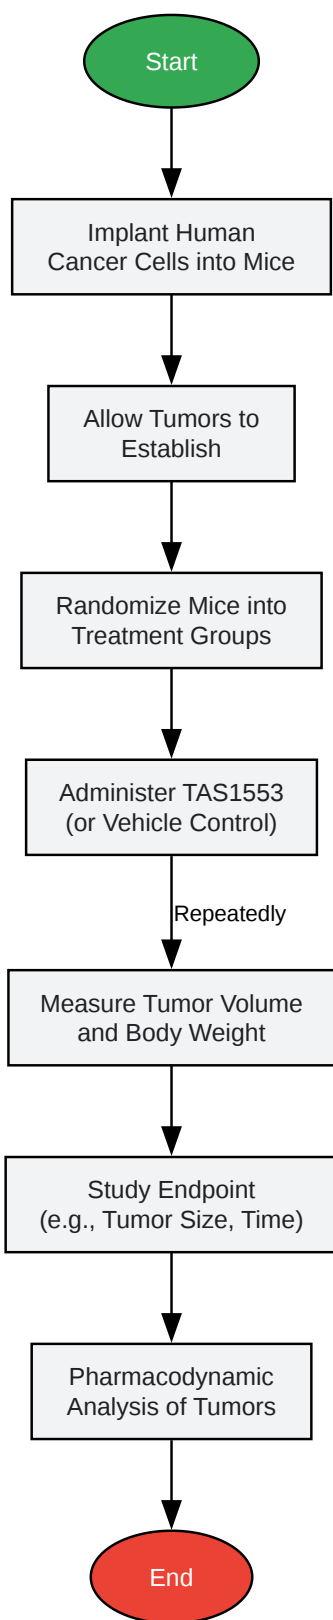 Start
Implant Human
Cancer Cells into Mice
Allow Tumors to
Establish
Randomize Mice into
Treatment Groups
Administer TAS1553
(or Vehicle Control)
Repeatedly
Measure Tumor Volume
and Body Weight
Study Endpoint
(e.g., Tumor Size, Time)
Pharmacodynamic
Analysis of Tumors
End